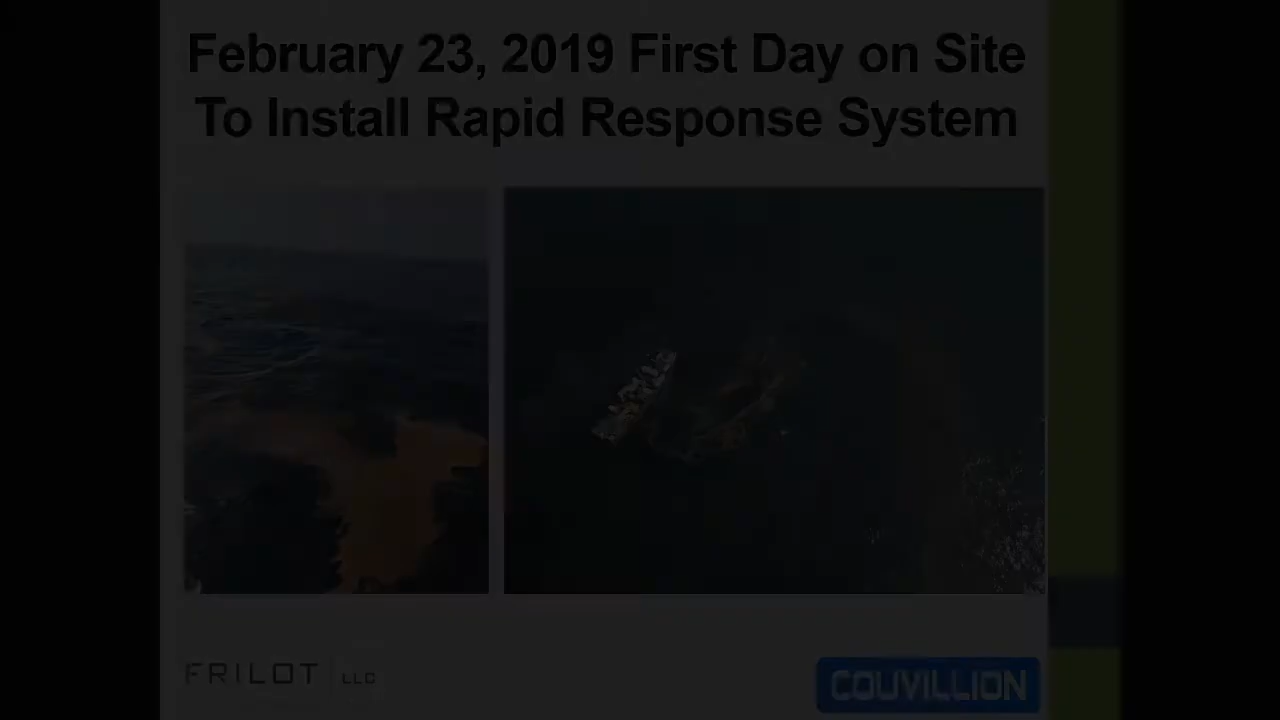 February 23, 2019 First Day on Site
To Install Rapid Response System
FRILOT LLC
COUVILLION